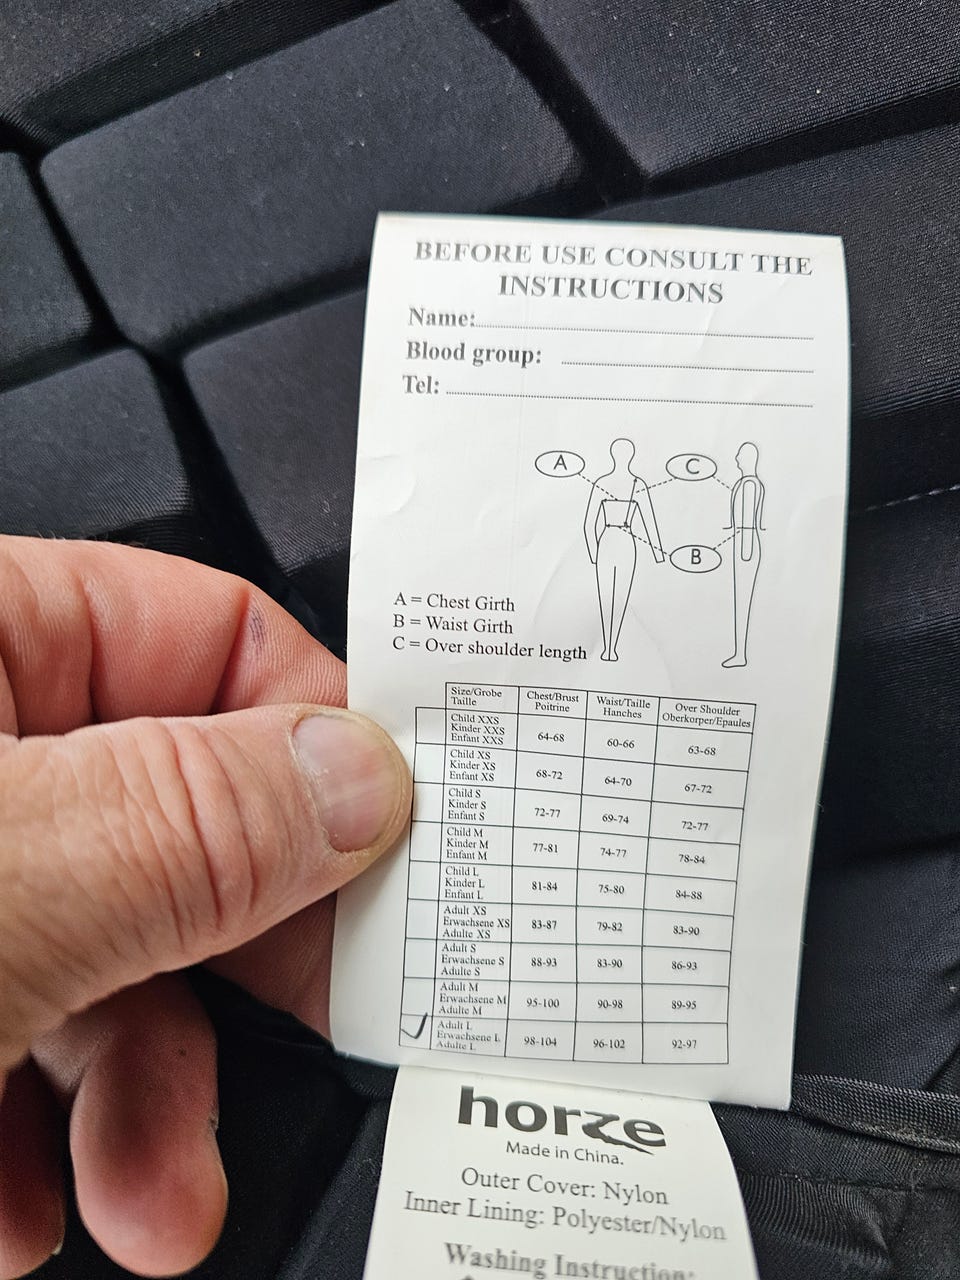 BEFORE USE CONSULT THE
INSTRUCTIONS
Name:
Blood group:
Tel:
A
C
B
A = Chest Girth
B = Waist Girth
C = Over shoulder length
Size/Grobe
Taille
Chest/Brust
Poitrine
Waist/Taille
Hanches
Over Shoulder
Oberkorper/Epaules
Child XXS
Kinder XXS
Enfant XXS
64-68
60-66
63-68
Child XS
Kinder XS
Enfant XS
68-72
64-70
67-72
Child S
Kinder S
Enfant S
72-77
69-74
72-77
Child M
Kinder M
Enfant M
77-81
74-77
78-84
Child L
Kinder L
Enfant L
81-84
75-80
84-88
Adult XS
Erwachsene XS
Adulte XS
83-87
79-82
83-90
Adult S
Erwachsene S
Adulte S
88-93
83-90
86-93
Adult M
Erwachsene M
Adulte M
95-100
90-98
89-95
Adult L
Erwachsene L
Adulte L
98-104
96-102
92-97
horze
Made in China.
Outer Cover: Nylon
Inner Lining: Polyester/Nylon
Washing Instruction: